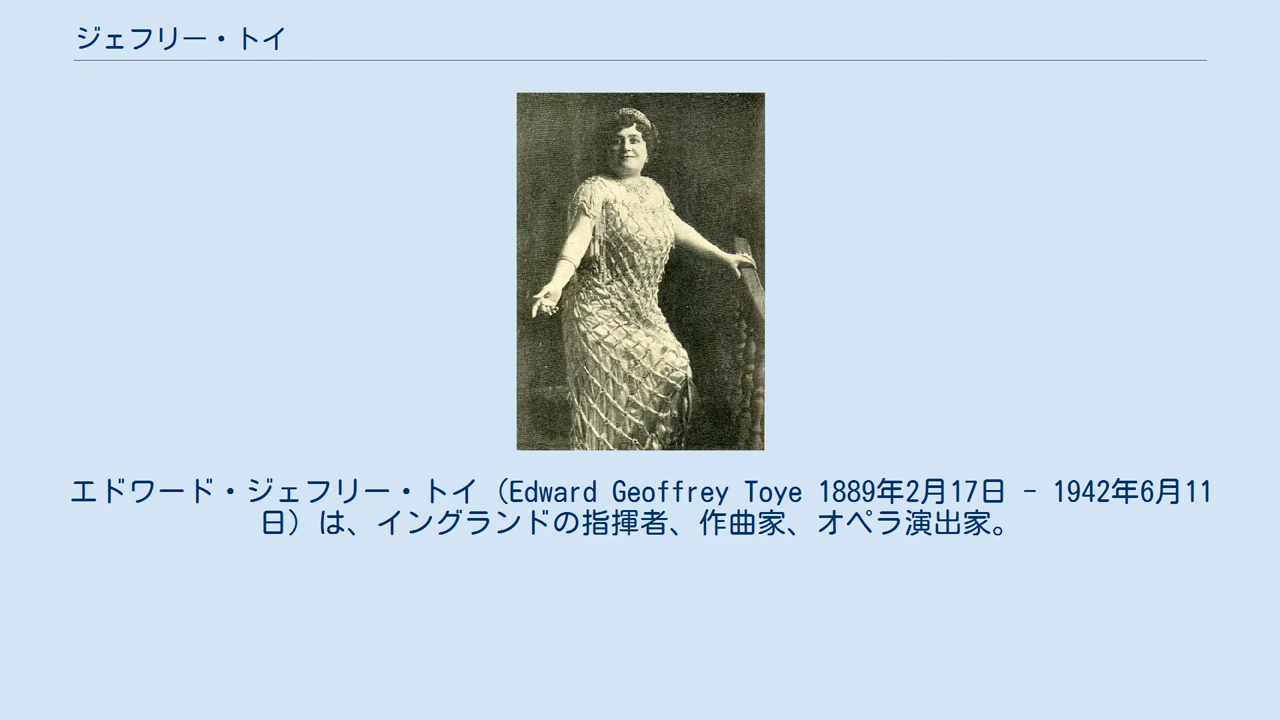 ジェフリー・トイ
エドワード・ジェフリー・トイ（Edward Geoffrey Toye 1889年2月17日 - 1942年6月11
日）は、イングランドの指揮者、作曲家、オペラ演出家。